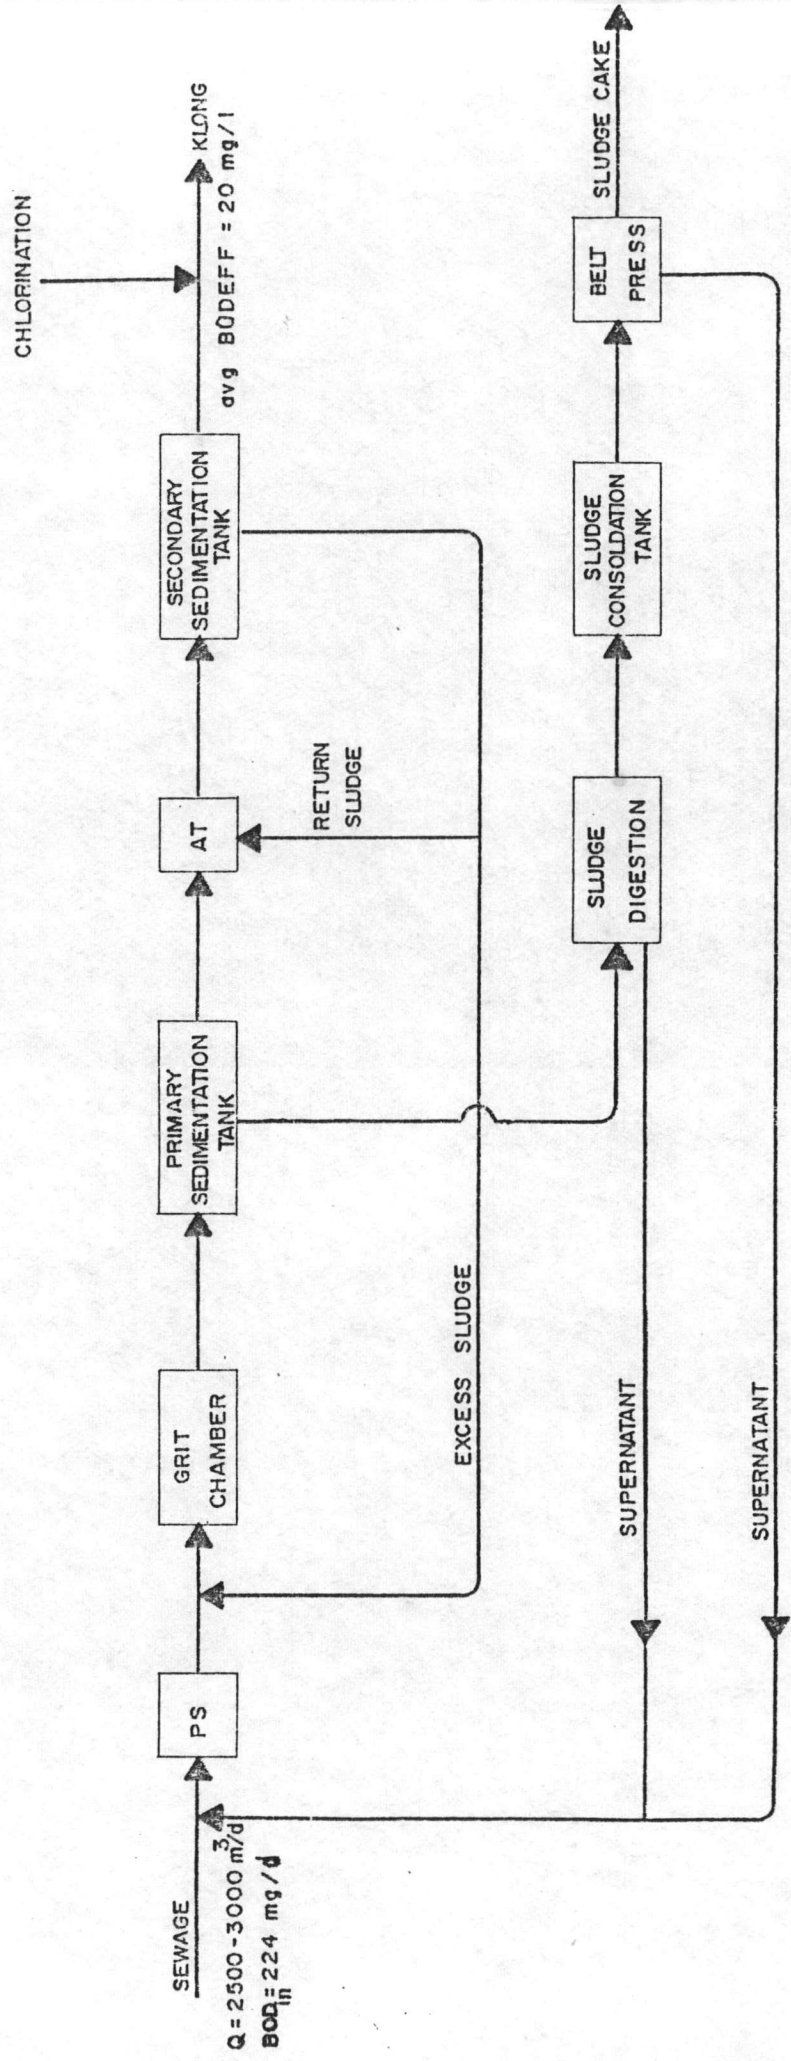 CHLORINATION
SEWAGE
Q = 2500-3000 m³/d
BODin = 224 mg/d
PS
GRIT
CHAMBER
PRIMARY
SEDIMENTATION
TANK
AT
SECONDARY
SEDIMENTATION
TANK
KLONG
avg BODEFF = 20 mg/l
RETURN
SLUDGE
EXCESS SLUDGE
SLUDGE
DIGESTION
SLUDGE
CONSOLDATION
TANK
BELT
PRESS
SLUDGE CAKE
SUPERNATANT
SUPERNATANT